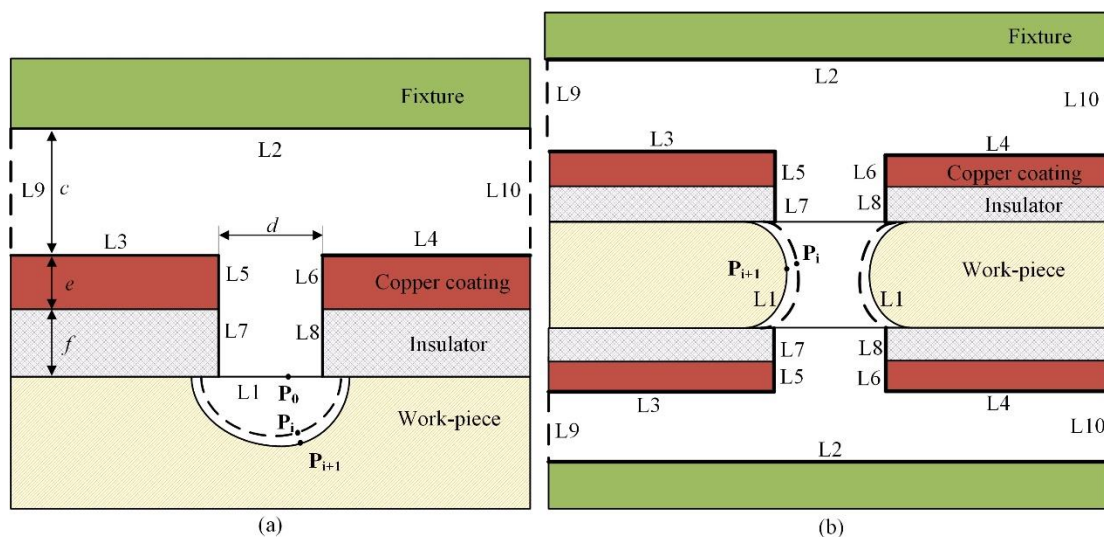 Fixture
L2
L9
c
L10
L3
d
L4
e
L5
L6
Copper coating
f
L7
L8
Insulator
L1
P0
Pi
Work-piece
Pi+1
(a)
Fixture
L9
L2
L10
L3
L4
L5
L6
Copper coating
L7
L8
Insulator
Pi
Pi+1
Work-piece
L1
L1
L7
L8
L5
L6
L3
L4
L9
L10
L2
(b)